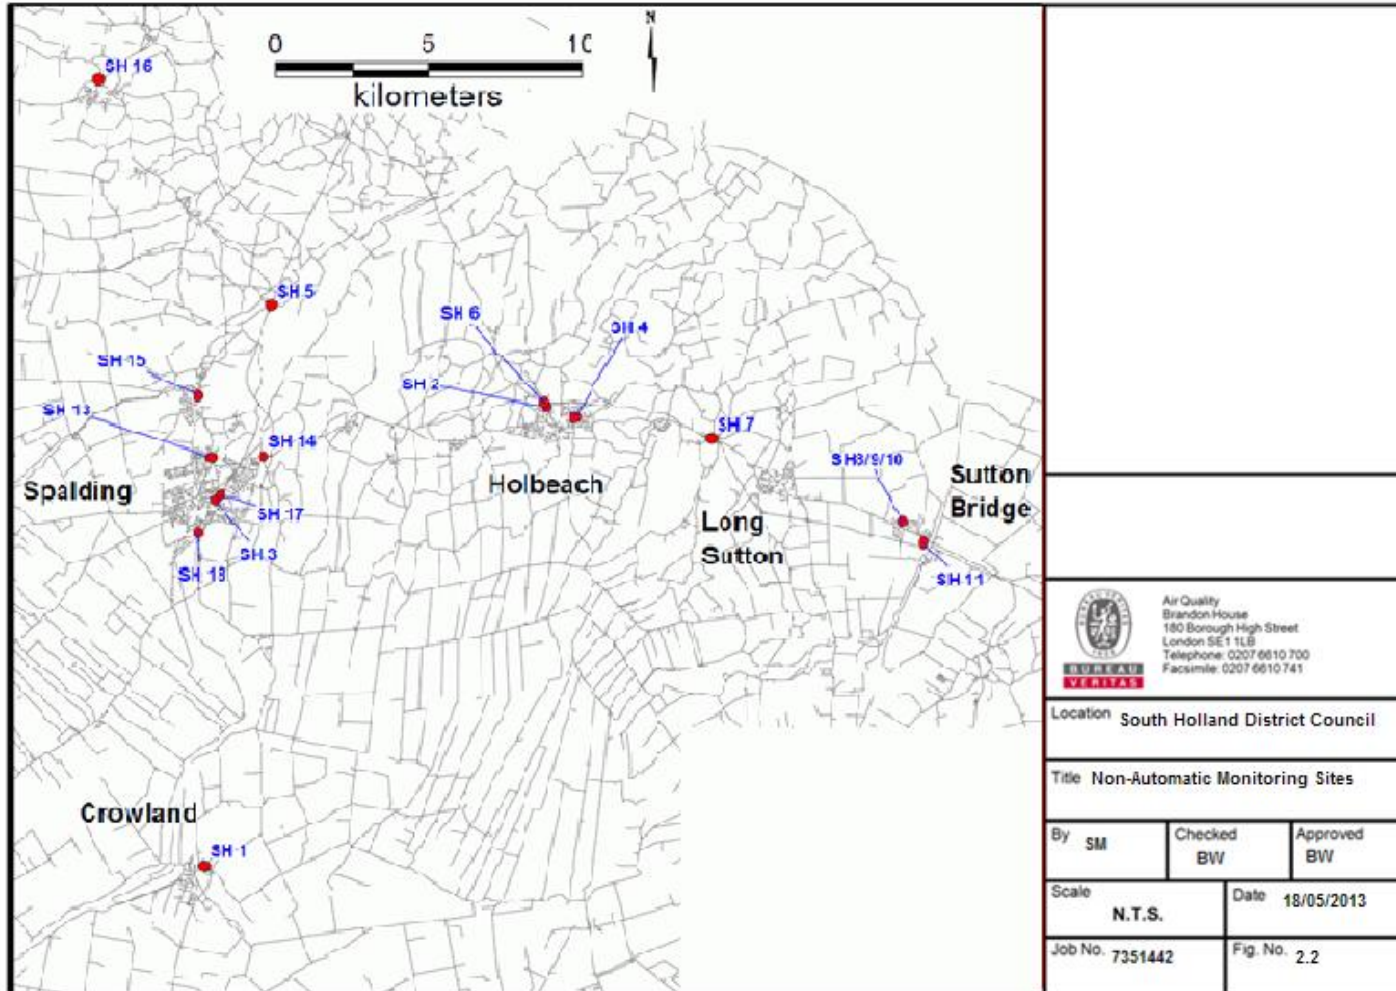 N
0 5 10
kilometers
SH 16
SH 5
SH 6
SH 4
SH 15
SH 2
SH 13
SH 14
SH 7
SH8/9/10
Spalding
Holbeach
Sutton
Bridge
SH 17
Long
Sutton
SH 3
SH 18
SH 11
Crowland
SH 1
BUREAU
VERITAS
1828
Air Quality
Brandon House
180 Borough High Street
London SE1 1LB
Telephone: 0207 6610 700
Facsimile: 0207 6610 741
Location South Holland District Council
Title Non-Automatic Monitoring Sites
By SM
Checked BW
Approved BW
Scale N.T.S.
Date 18/05/2013
Job No. 7351442
Fig. No. 2.2